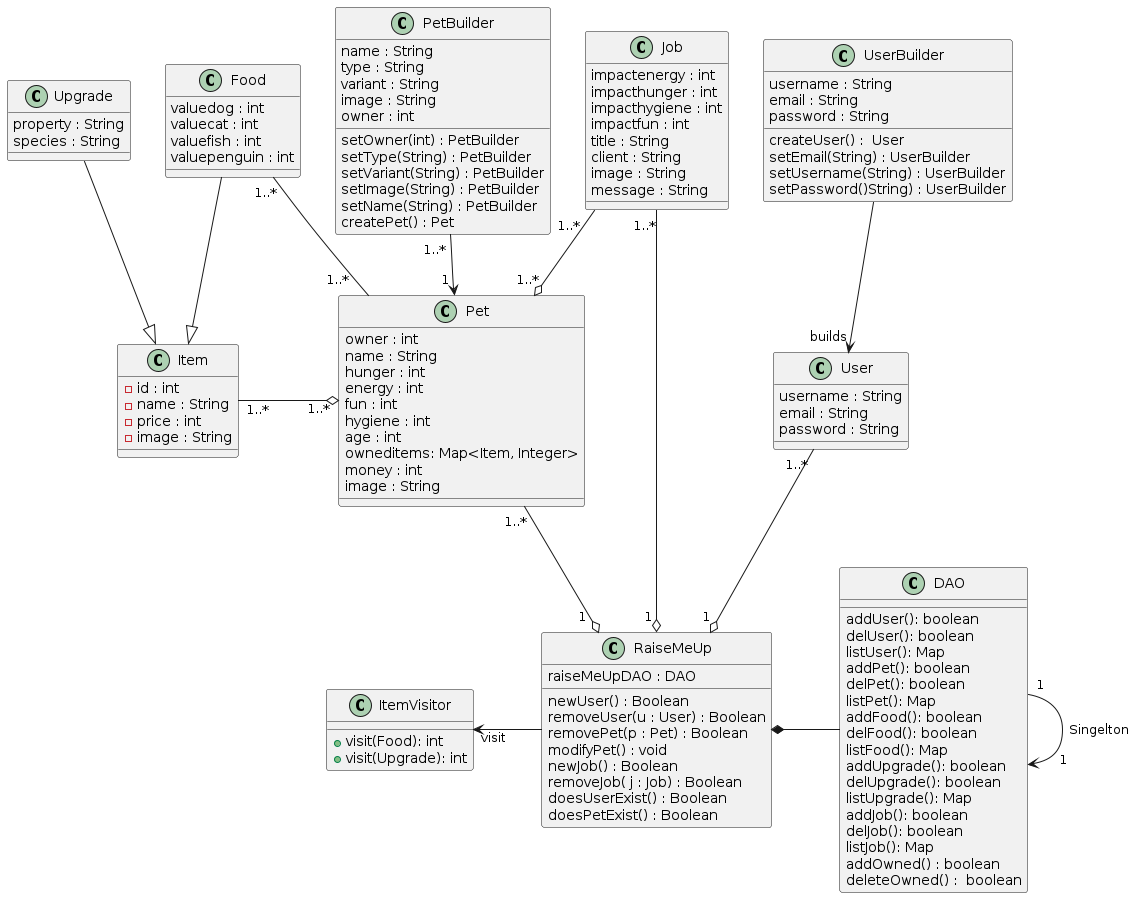 C Upgrade
property : String
species : String
C Food
valuedog : int
valuecat : int
valuefish : int
valuepenguin : int
C PetBuilder
name : String
type : String
variant : String
image : String
owner : int
setOwner(int) : PetBuilder
setType(String) : PetBuilder
setVariant(String) : PetBuilder
setImage(String) : PetBuilder
setName(String) : PetBuilder
createPet() : Pet
C Job
impactenergy : int
impacthunger : int
impacthygiene : int
impactfun : int
title : String
client : String
image : String
message : String
C UserBuilder
username : String
email : String
password : String
createUser() :  User
setEmail(String) : UserBuilder
setUsername(String) : UserBuilder
setPassword()String) : UserBuilder
1..*
1..*
1..*
1
1..*
1..*
1..*
builds
C Item
id : int
name : String
price : int
image : String
1..*
1..*
C Pet
owner : int
name : String
hunger : int
energy : int
fun : int
hygiene : int
age : int
owneditems: Map<Item, Integer>
money : int
image : String
C User
username : String
email : String
password : String
1..*
1..*
1
1
1
C ItemVisitor
visit(Food): int
visit(Upgrade): int
visit
C RaiseMeUp
raiseMeUpDAO : DAO
newUser() : Boolean
removeUser(u : User) : Boolean
removePet(p : Pet) : Boolean
modifyPet() : void
newJob() : Boolean
removeJob( j : Job) : Boolean
doesUserExist() : Boolean
doesPetExist() : Boolean
C DAO
addUser(): boolean
delUser(): boolean
listUser(): Map
addPet(): boolean
delPet(): boolean
listPet(): Map
addFood(): boolean
delFood(): boolean
listFood(): Map
addUpgrade(): boolean
delUpgrade(): boolean
listUpgrade(): Map
addJob(): boolean
delJob(): boolean
listJob(): Map
addOwned() : boolean
deleteOwned() :  boolean
1
Singelton
1